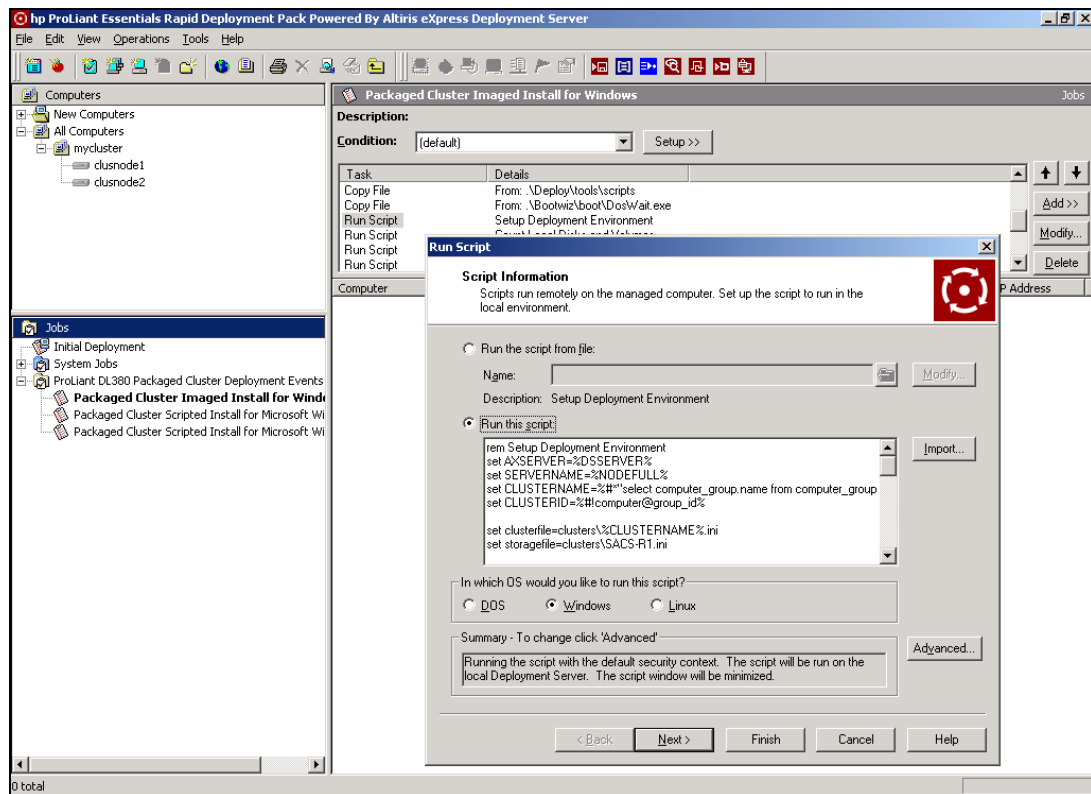 hp ProLiant Essentials Rapid Deployment Pack Powered By Altiris eXpress Deployment Server
File Edit View Operations Tools Help
Computers
New Computers
All Computers
mycluster
clusnode1
clusnode2
Jobs
Initial Deployment
System Jobs
ProLiant DL380 Packaged Cluster Deployment Events
Packaged Cluster Imaged Install for Wind
Packaged Cluster Scripted Install for Microsoft Wi
Packaged Cluster Scripted Install for Microsoft Wi
Packaged Cluster Imaged Install for Windows Jobs
Description:
Condition: (default) Setup >>
Task Details
Copy File From: .\Deploy\tools\scripts
Copy File From: .\Bootwiz\boot\DosWait.exe
Run Script Setup Deployment Environment
Run Script Count Local Disks and Volumes
Run Script
Run Script
Add >>
Modify...
Delete
Computer P Address
Run Script
Script Information
Scripts run remotely on the managed computer. Set up the script to run in the
local environment.
Run the script from file:
Name: Modify...
Description: Setup Deployment Environment
Run this script:
Import...
rem Setup Deployment Environment
set AXSERVER=%DSSERVER%
set SERVERNAME=%NODEFULL%
set CLUSTERNAME=%#*"select computer_group.name from computer_group
set CLUSTERID=%#!computer@group_id%
set clusterfile=clusters\%CLUSTERNAME%.ini
set storagefile=clusters\SACS-R1.ini
In which OS would you like to run this script?
DOS Windows Linux
Summary - To change click 'Advanced'
Running the script with the default security context. The script will be run on the
local Deployment Server. The script window will be minimized.
Advanced...
< Back Next > Finish Cancel Help
0 total